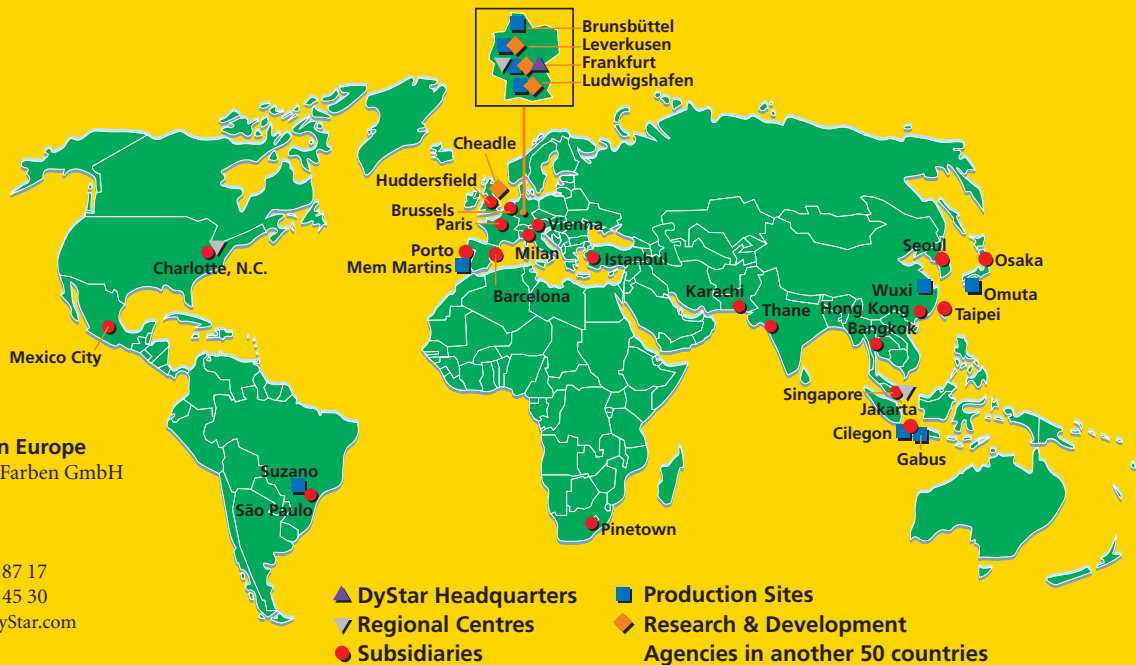 Brunsbüttel
Leverkusen
Frankfurt
Ludwigshafen
Cheadle
Huddersfield
Brussels
Paris
Vienna
Porto
Milan
Istanbul
Mem Martins
Barcelona
Charlotte, N.C.
Mexico City
Seoul
Osaka
Karachi
Wuxi
Omuta
Thane
Hong Kong
Taipei
Bangkok
Singapore
Jakarta
Cilegon
Gabus
Suzano
São Paulo
Pinetown
n Europe
Farben GmbH
87 17
45 30
yStar.com
DyStar Headquarters
Regional Centres
Subsidiaries
Production Sites
Research & Development
Agencies in another 50 countries